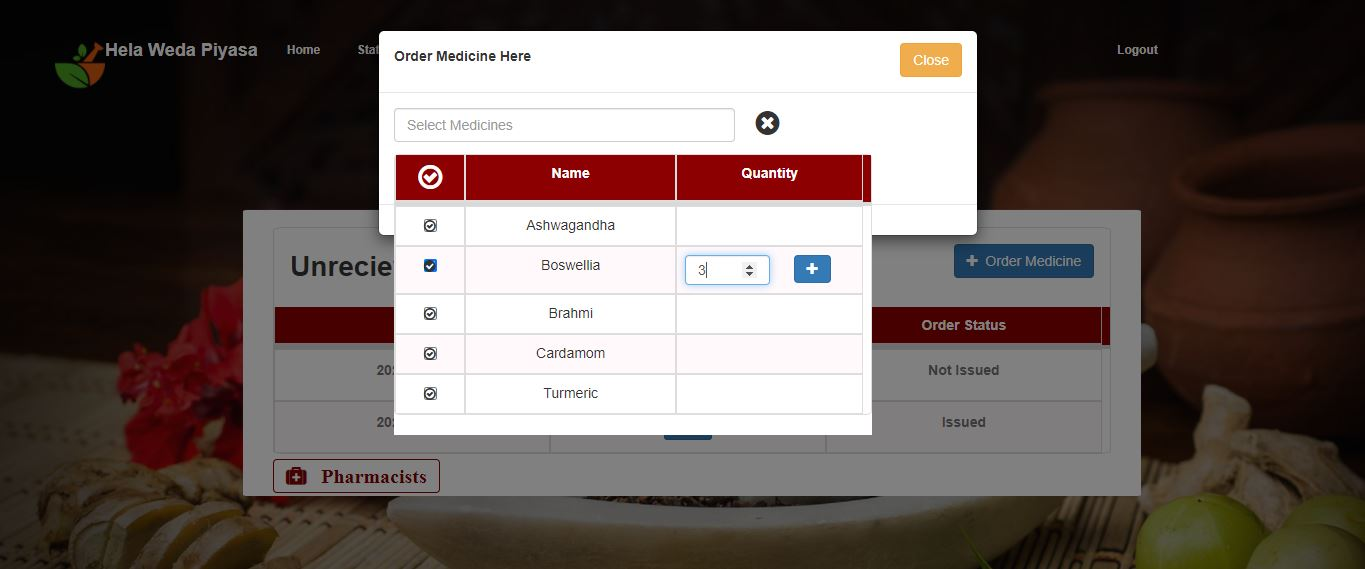 Hela Weda Piyasa
Home
Logout
Order Medicine Here
Close
Select Medicines
Name
Quantity
Ashwagandha
Boswellia
3
Brahmi
Cardamom
Turmeric
Order Medicine
Order Status
Not Issued
Issued
Pharmacists